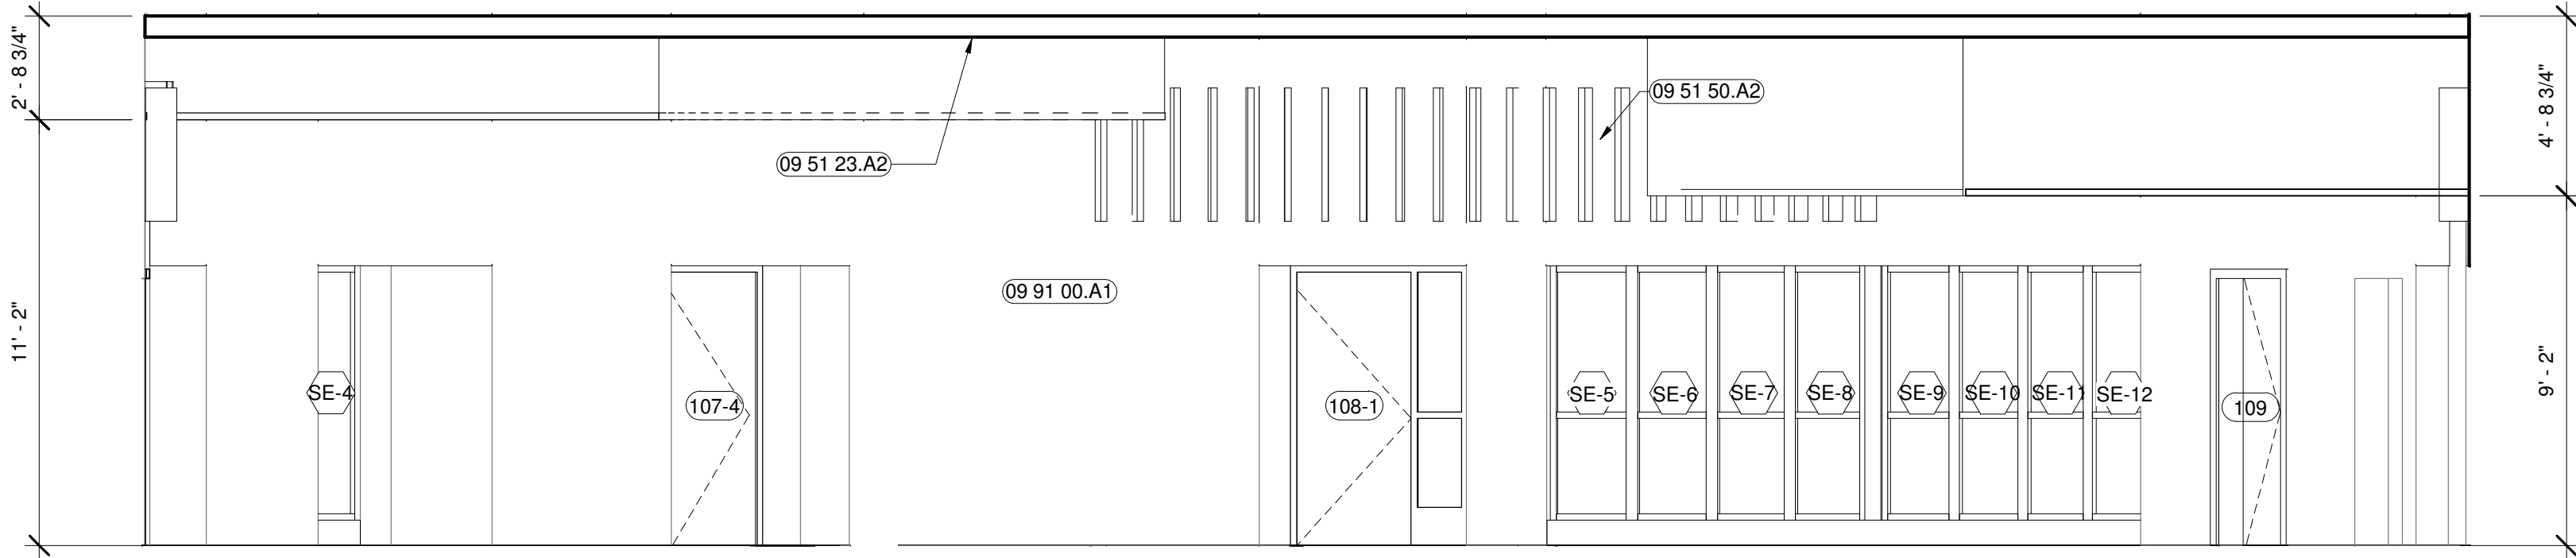 2' - 8 3/4"
11' - 2"
09 51 23.A2
09 51 50.A2
4' - 8 3/4"
09 91 00.A1
SE-4
107-4
108-1
SE-5
SE-6
SE-7
SE-8
SE-9
SE-10
SE-11
SE-12
109
9' - 2"